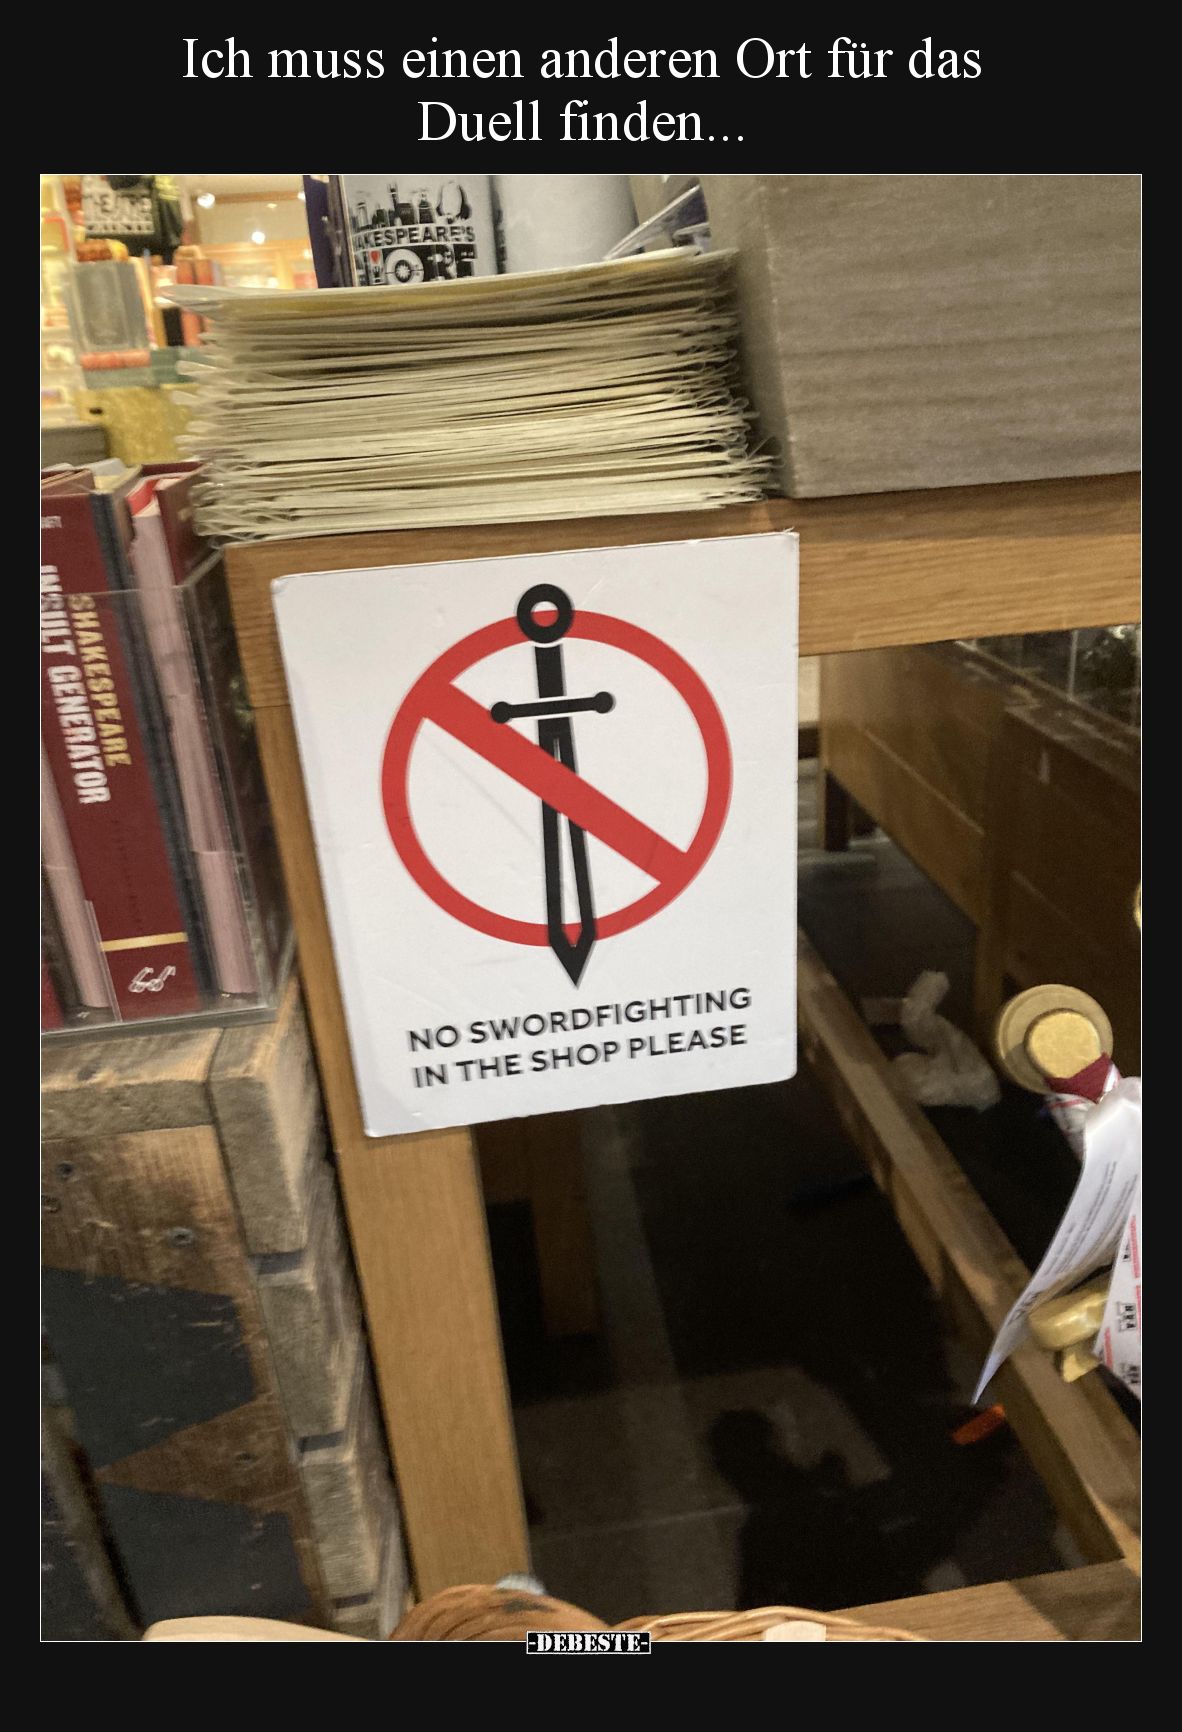 Ich muss einen anderen Ort für das
Duell finden...
AKESPEARE'S
SHAKESPEARE
INSULT GENERATOR
NO SWORDFIGHTING
IN THE SHOP PLEASE
-DEBESTE-